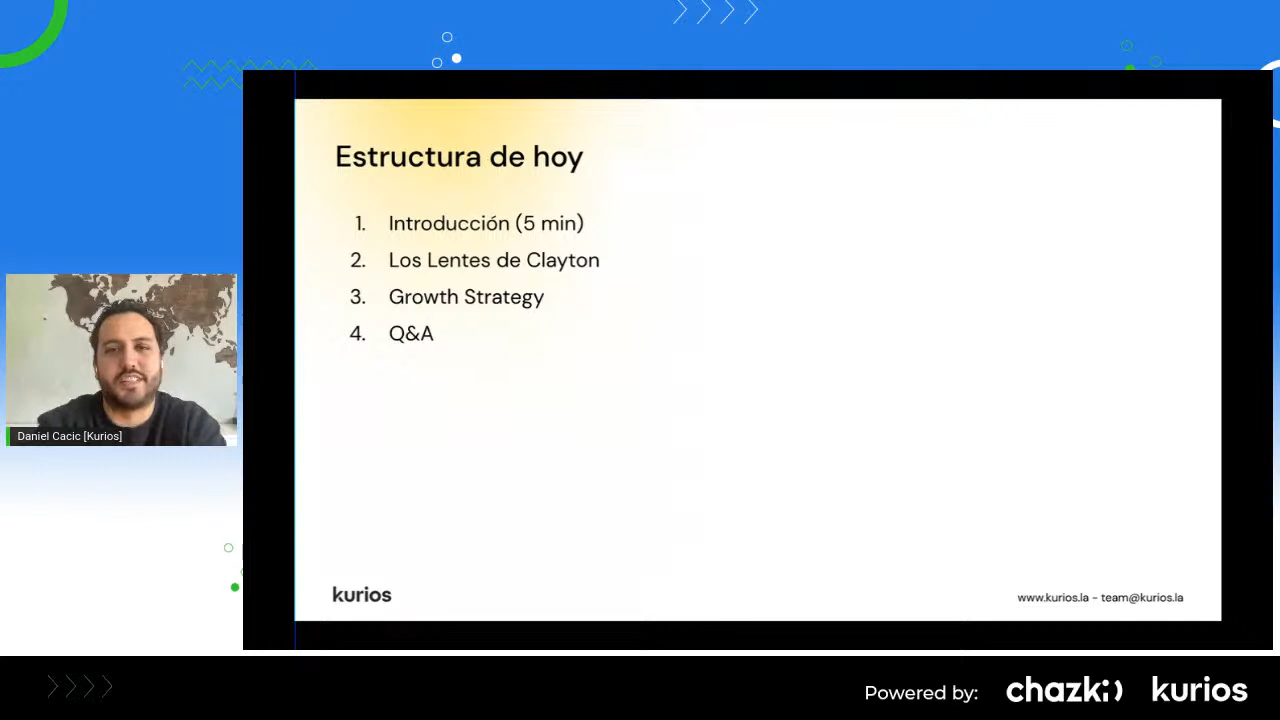 Estructura de hoy
1. Introducción (5 min)
2. Los Lentes de Clayton
3. Growth Strategy
4. Q&A
Daniel Cacic [Kurios]
kurios
www.kurios.la - team@kurios.la
Powered by: chazki kurios